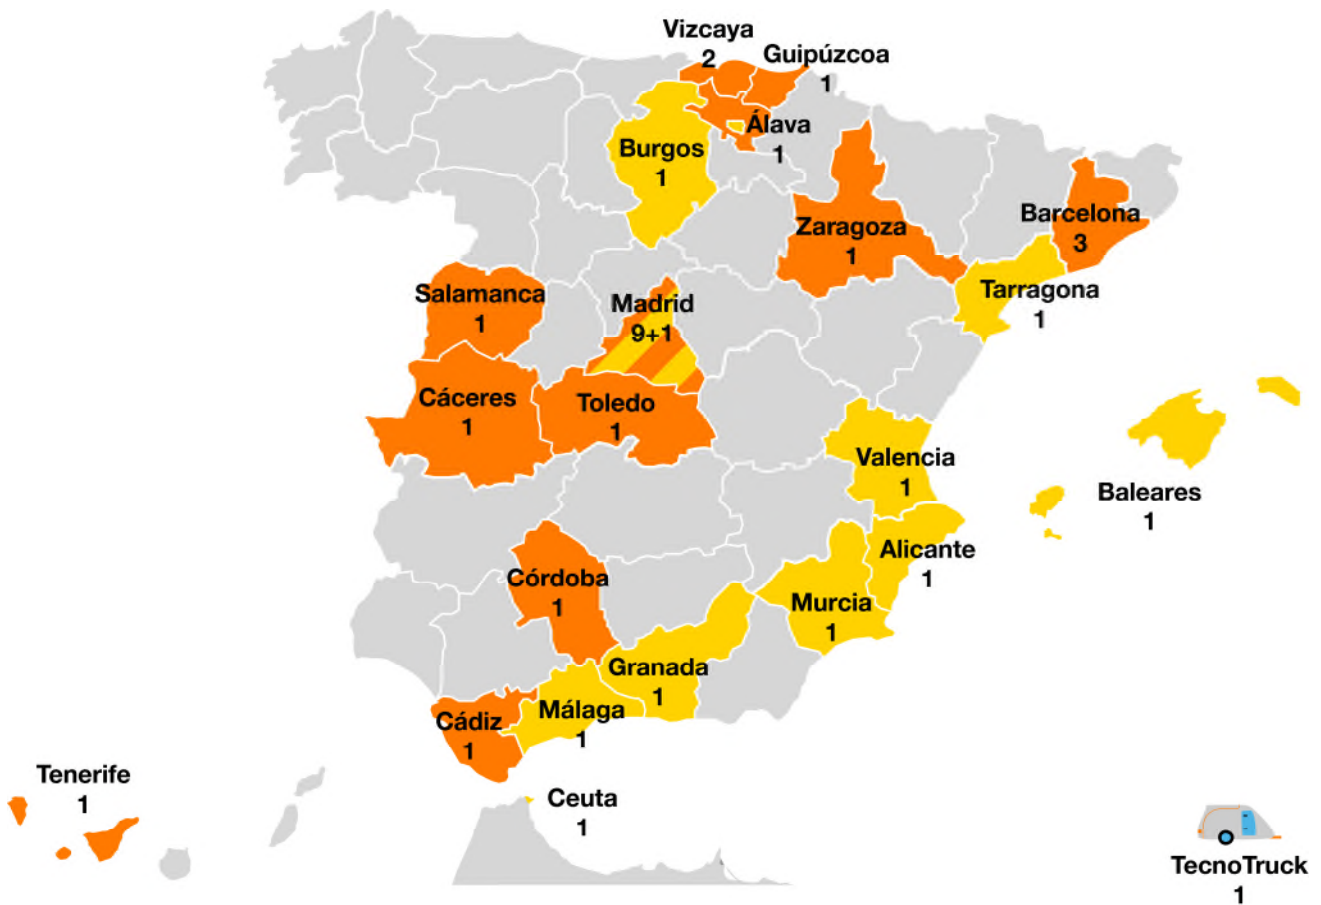 Vizcaya
2
Guipúzcoa
1
Álava
1
Burgos
1
Zaragoza
1
Barcelona
3
Tarragona
1
Salamanca
1
Madrid
9+1
Cáceres
1
Toledo
1
Valencia
1
Baleares
1
Alicante
1
Córdoba
1
Murcia
1
Granada
1
Málaga
1
Cádiz
1
Tenerife
1
Ceuta
1
TecnoTruck
1